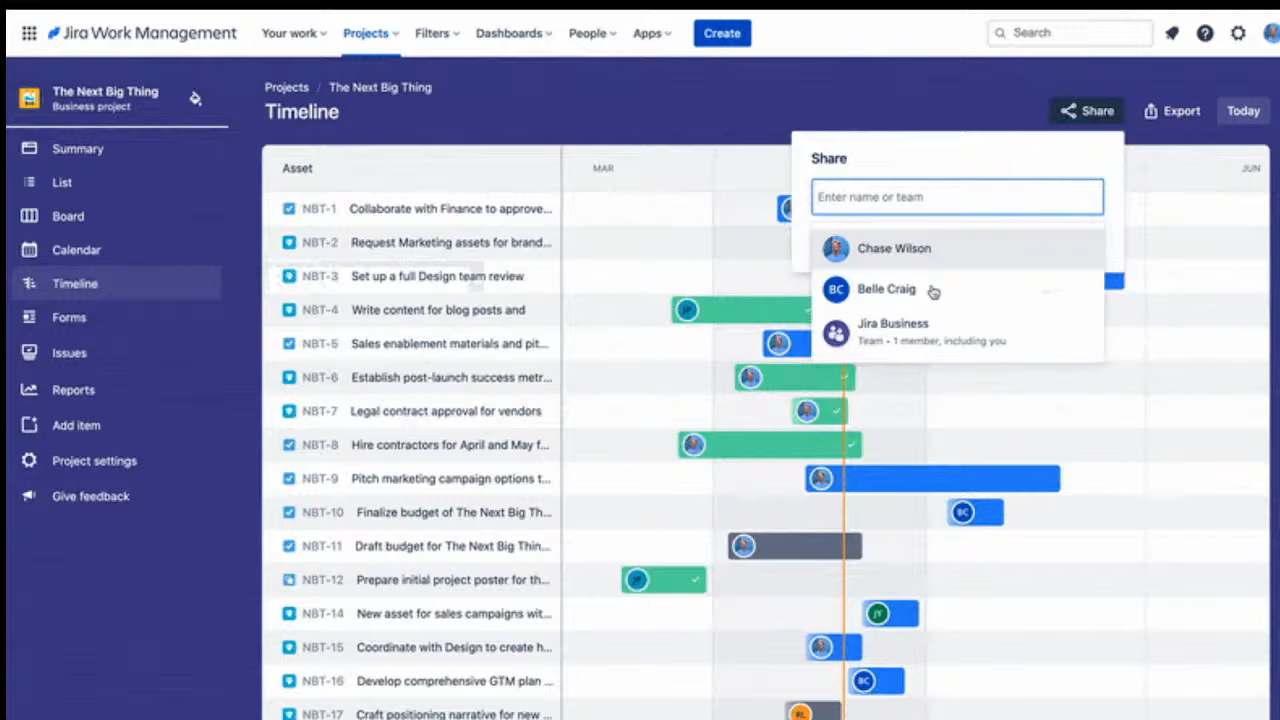 Jira Work Management
Your work
Projects
Filters
Dashboards
People
Apps
Create
Search
The Next Big Thing
Business project
Summary
List
Board
Calendar
Timeline
Forms
Issues
Reports
Add item
Project settings
Give feedback
Projects / The Next Big Thing
Timeline
Share
Export
Today
Asset
MAR
JUN
NBT-1 Collaborate with Finance to approve...
NBT-2 Request Marketing assets for brand...
NBT-3 Set up a full Design team review
NBT-4 Write content for blog posts and
NBT-5 Sales enablement materials and pit...
NBT-6 Establish post-launch success metr...
NBT-7 Legal contract approval for vendors
NBT-8 Hire contractors for April and May f...
NBT-9 Pitch marketing campaign options t...
NBT-10 Finalize budget of The Next Big Th...
BC
NBT-11 Draft budget for The Next Big Thin...
NBT-12 Prepare initial project poster for th...
NBT-14 New asset for sales campaigns wit...
JY
NBT-15 Coordinate with Design to create h...
NBT-16 Develop comprehensive GTM plan ...
BC
NBT-17 Craft positioning narrative for new ...
Share
Enter name or team
Chase Wilson
BC Belle Craig
Jira Business
Team • 1 member, including you